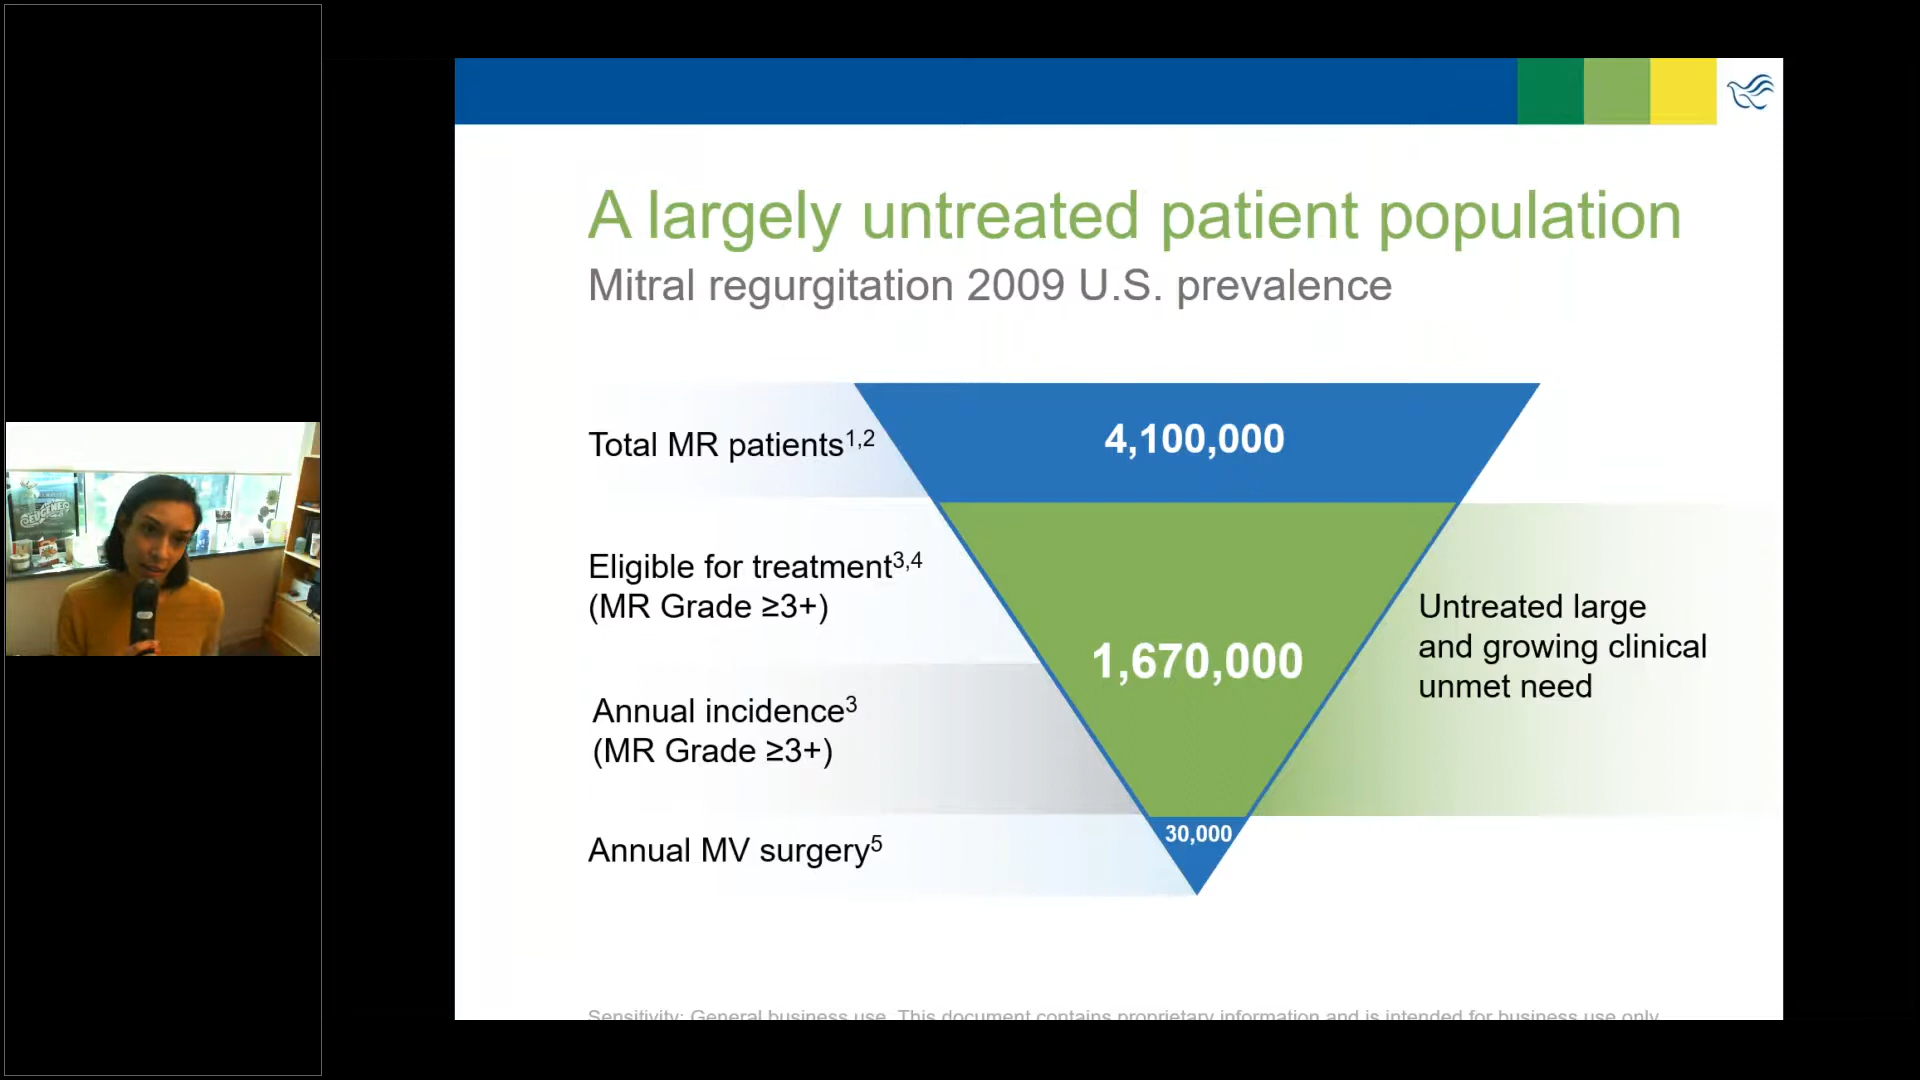 A largely untreated patient population
Mitral regurgitation 2009 U.S. prevalence
Total MR patients1,2
4,100,000
Eligible for treatment3,4
(MR Grade ≥3+)
1,670,000
Untreated large
and growing clinical
unmet need
Annual incidence3
(MR Grade ≥3+)
Annual MV surgery5
30,000
Sensitivity: General business use. This document contains proprietary information and is intended for business use only.
EUGENE